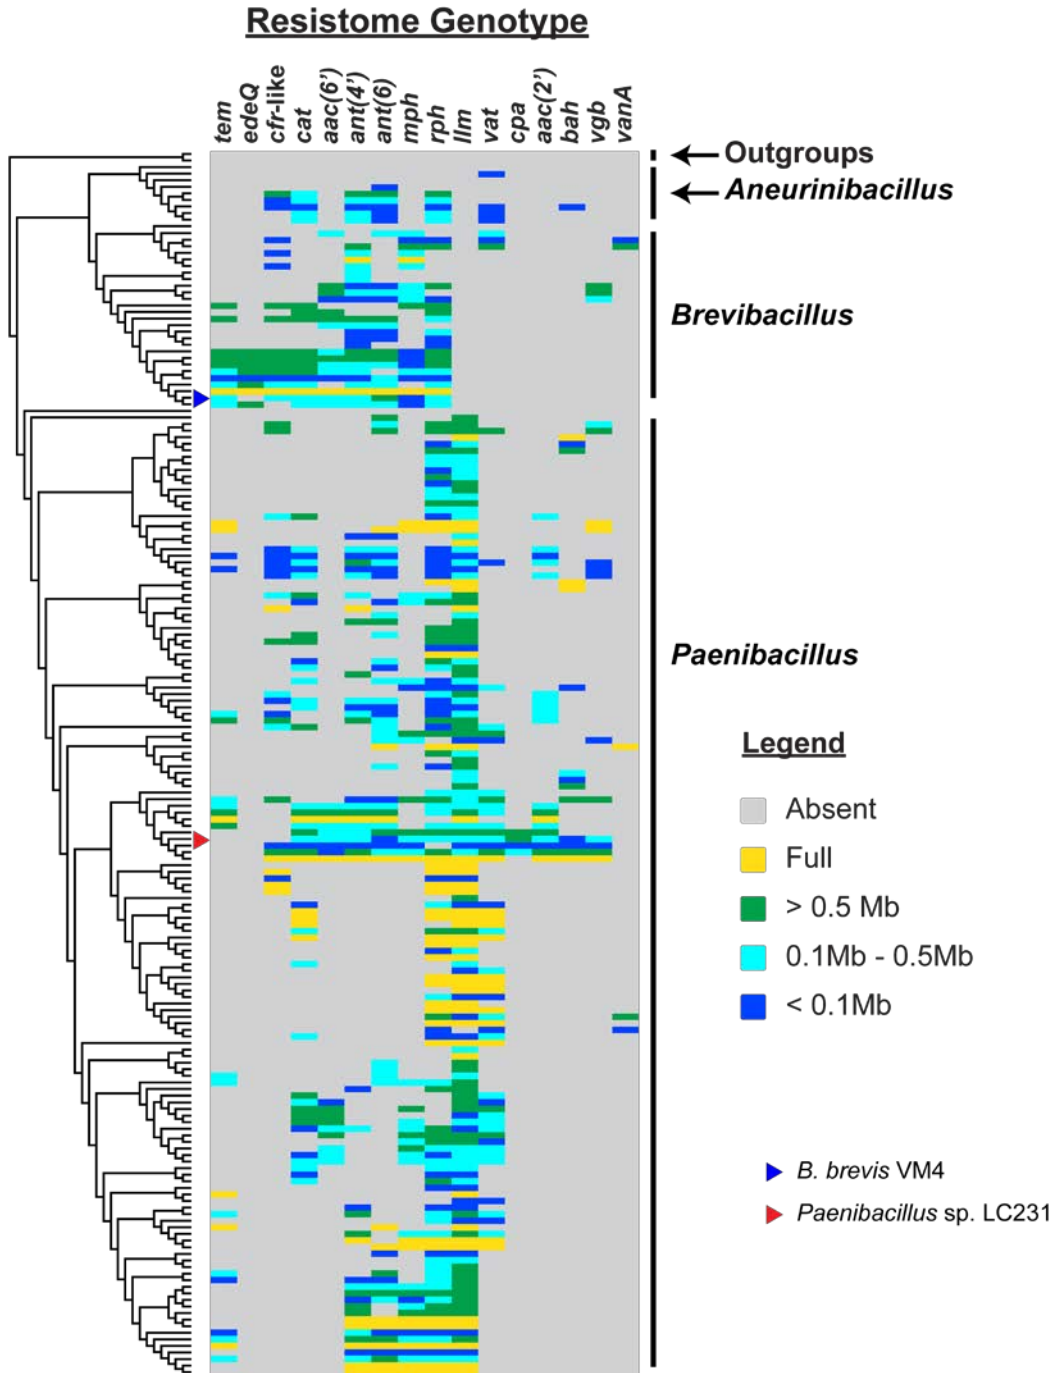 Resistome Genotype
tem
edeQ
cfr-like
cat
aac(6')
ant(4')
ant(6)
mph
rph
llm
vat
cpa
aac(2')
bah
vgb
vanA
Outgroups
Aneurinibacillus
Brevibacillus
Paenibacillus
Legend
Absent
Full
> 0.5 Mb
0.1Mb - 0.5Mb
< 0.1Mb
B. brevis VM4
Paenibacillus sp. LC231